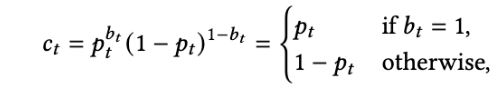 c_t = p_t^{b_t} (1 − p_t)^{1−b_t} = { p_t if b_t = 1,
1 − p_t otherwise,